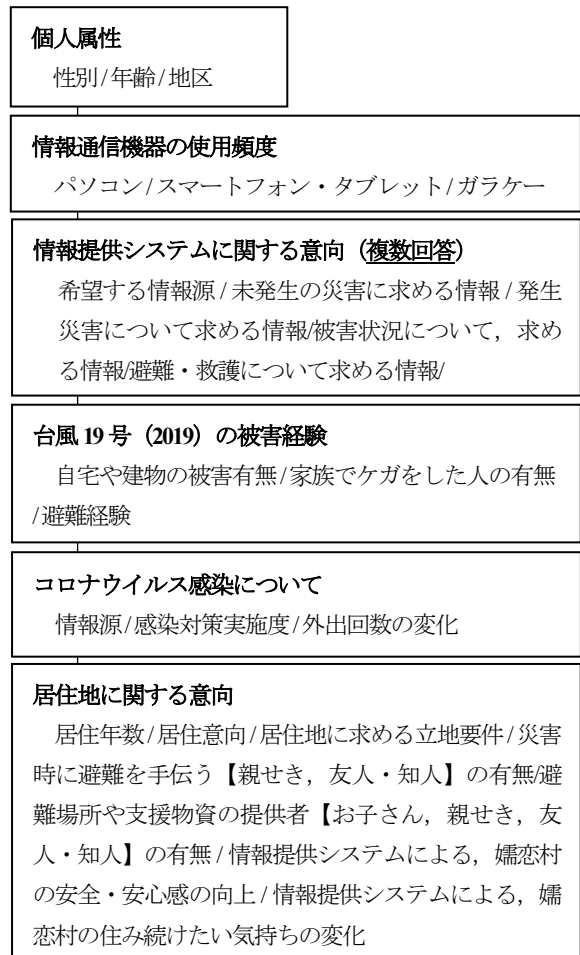 個人属性
性別/年齢/地区
情報通信機器の使用頻度
パソコン/スマートフォン・タブレット/ガラケー
情報提供システムに関する意向（複数回答）
希望する情報源/未発生の災害に求める情報/発生
災害について求める情報/被害状況について，求め
る情報/避難・救護について求める情報/
台風19号（2019）の被害経験
自宅や建物の被害有無/家族でケガをした人の有無
/避難経験
コロナウイルス感染について
情報源/感染対策実施度/外出回数の変化
居住地に関する意向
居住年数/居住意向/居住地に求める立地要件/災害
時に避難を手伝う【親せき，友人・知人】の有無/避
難場所や支援物資の提供者【お子さん，親せき，友
人・知人】の有無/情報提供システムによる，嬬恋村
の安全・安心感の向上/情報提供システムによる，嬬
恋村の住み続けたい気持ちの変化